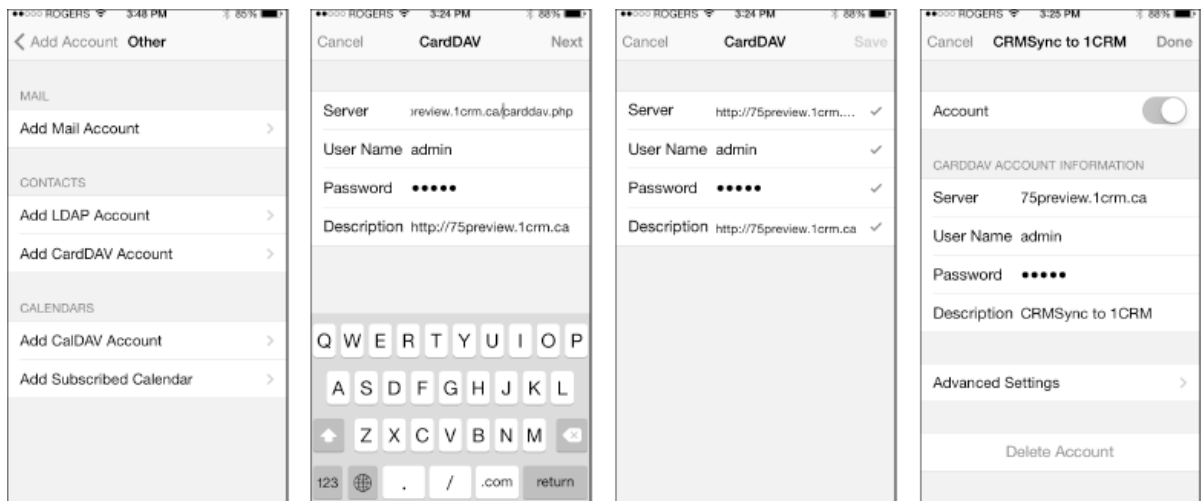 ROGERS 3:48 PM 85%
Add Account Other
MAIL
Add Mail Account
CONTACTS
Add LDAP Account
Add CardDAV Account
CALENDARS
Add CalDAV Account
Add Subscribed Calendar
ROGERS 3:24 PM 88%
Cancel CardDAV Next
Server preview.1crm.ca/carddav.php
User Name admin
Password •••••
Description http://75preview.1crm.ca
Q W E R T Y U I O P
A S D F G H J K L
Z X C V B N M
123 . / .com return
ROGERS 3:24 PM 88%
Cancel CardDAV Save
Server http://75preview.1crm....
User Name admin
Password •••••
Description http://75preview.1crm.ca
ROGERS 3:25 PM 88%
Cancel CRMSync to 1CRM Done
Account
CARDDAV ACCOUNT INFORMATION
Server 75preview.1crm.ca
User Name admin
Password •••••
Description CRMSync to 1CRM
Advanced Settings
Delete Account